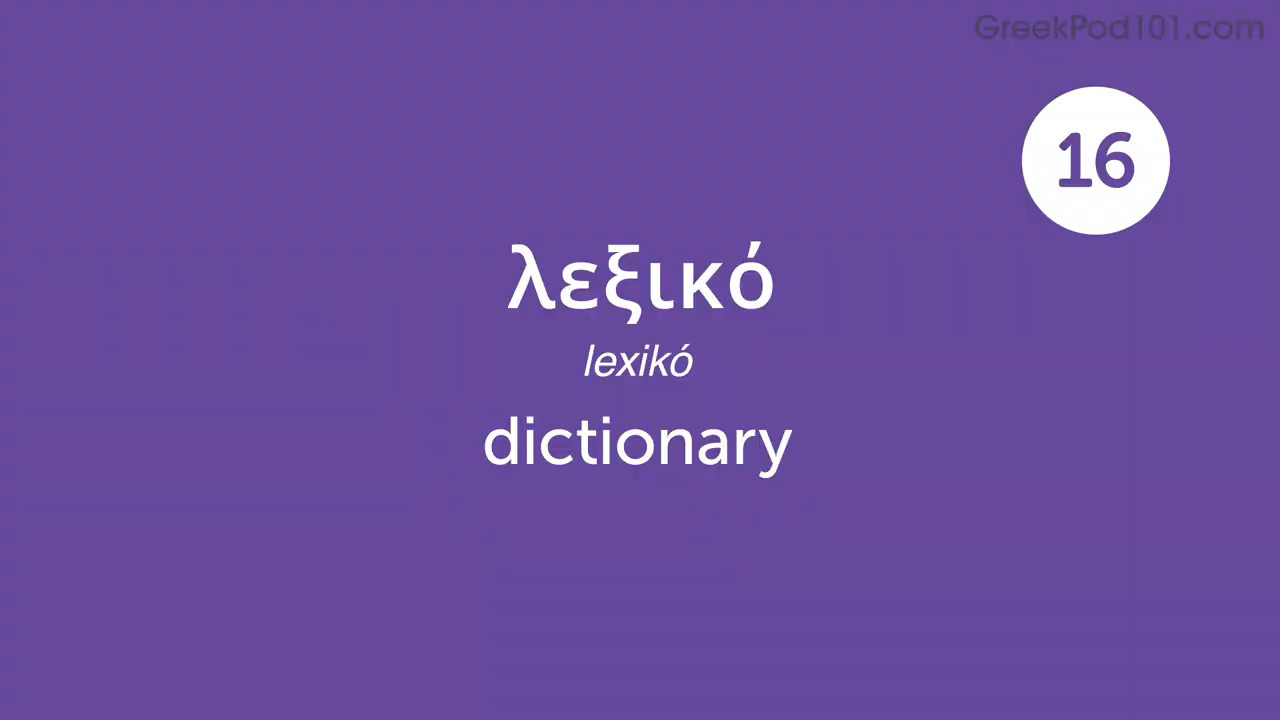 GreekPod101.com
16
λεξικό
lexikó
dictionary